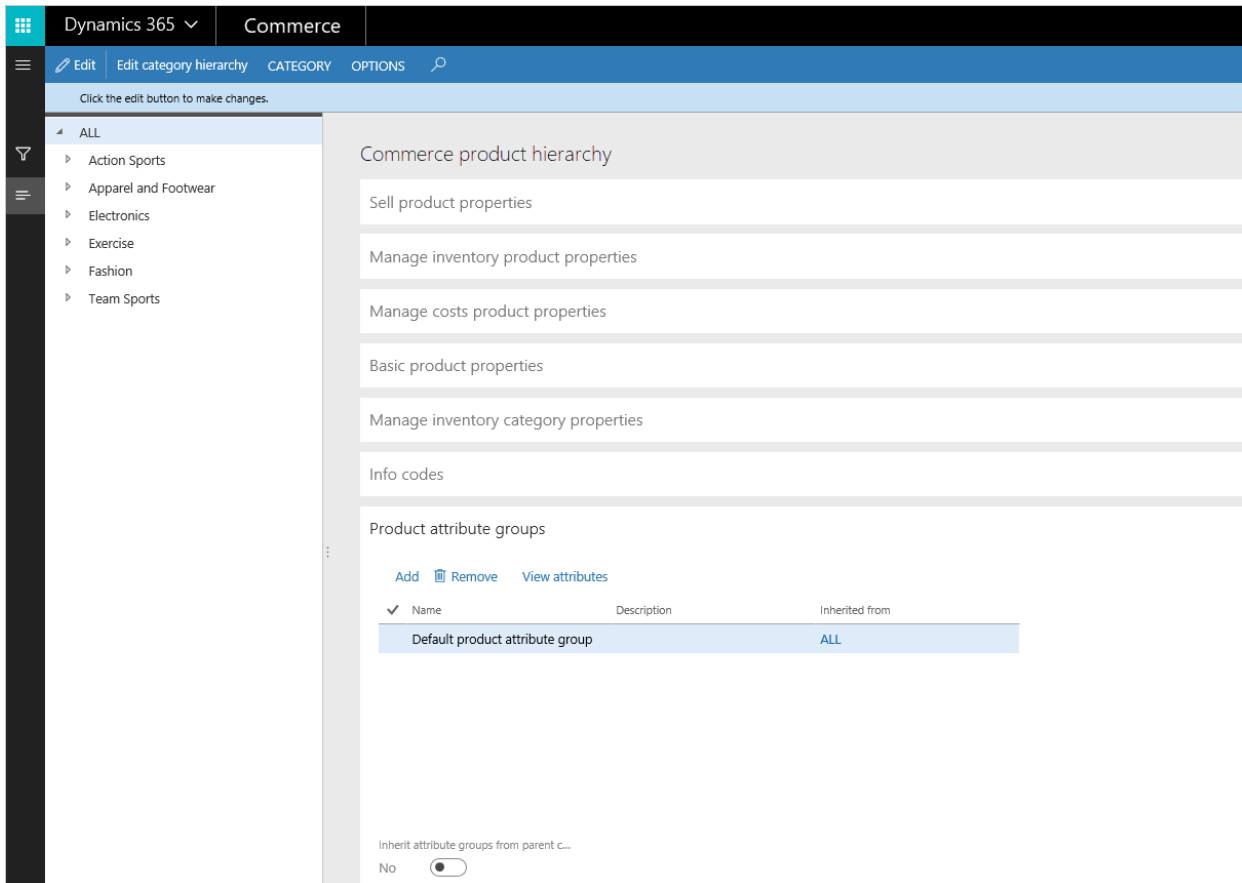 Dynamics 365 Commerce
Edit Edit category hierarchy CATEGORY OPTIONS
Click the edit button to make changes.
ALL
Action Sports
Apparel and Footwear
Electronics
Exercise
Fashion
Team Sports
Commerce product hierarchy
Sell product properties
Manage inventory product properties
Manage costs product properties
Basic product properties
Manage inventory category properties
Info codes
Product attribute groups
Add Remove View attributes
Name Description Inherited from
Default product attribute group ALL
Inherit attribute groups from parent c...
No